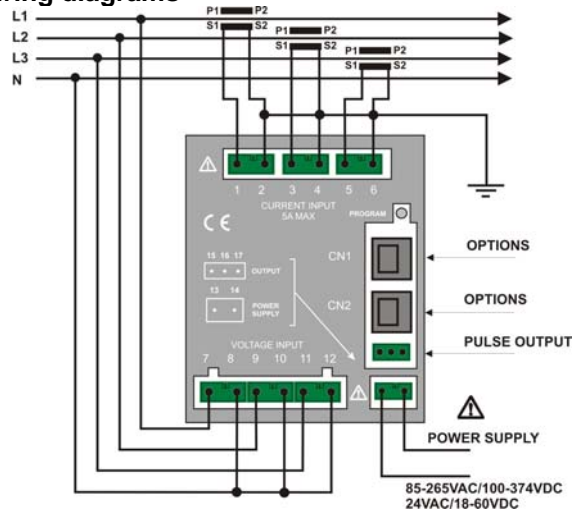 wiring diagrams
L1
P1 P2
L2
S1 S2
P1 P2
L3
S1 S2
P1 P2
N
S1 S2
1 2 3 4 5 6
CURRENT INPUT
5A MAX
PROGRAM
CE
CN1
OPTIONS
15 16 17
OUTPUT
13 14
POWER
SUPPLY
CN2
OPTIONS
VOLTAGE INPUT
PULSE OUTPUT
7 8 9 10 11 12
POWER SUPPLY
85-265VAC/100-374VDC
24VAC/18-60VDC